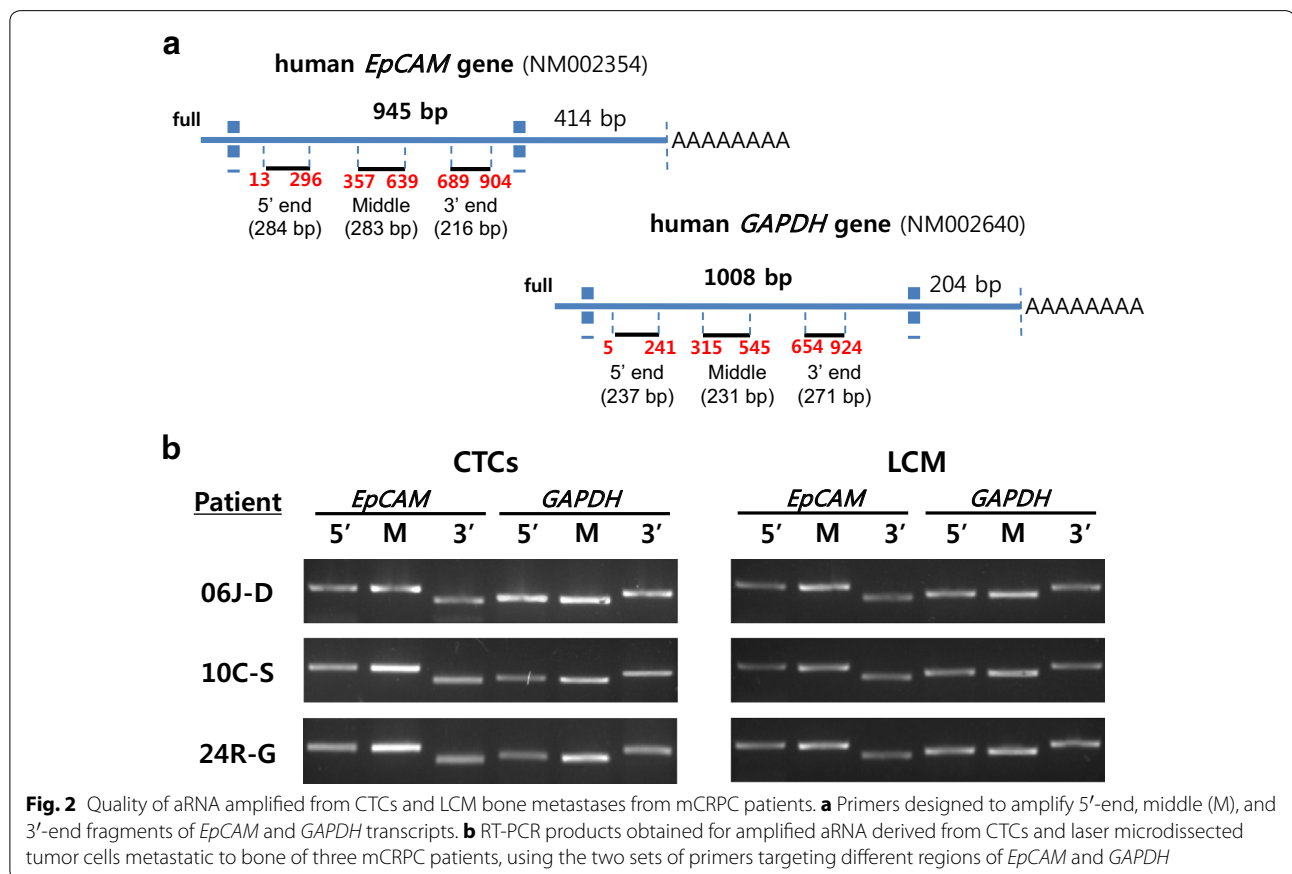 a
human EpCAM gene (NM002354)
full
945 bp
414 bp
AAAAAAAA
13 296 357 639 689 904
5’ end Middle 3’ end
(284 bp) (283 bp) (216 bp)
human GAPDH gene (NM002640)
full
1008 bp
204 bp
AAAAAAAA
5 241 315 545 654 924
5’ end Middle 3’ end
(237 bp) (231 bp) (271 bp)
b
CTCs LCM
Patient EpCAM GAPDH EpCAM GAPDH
5’ M 3’ 5’ M 3’ 5’ M 3’ 5’ M 3’
06J-D
10C-S
24R-G
Fig. 2 Quality of aRNA amplified from CTCs and LCM bone metastases from mCRPC patients. a Primers designed to amplify 5′-end, middle (M), and
3′-end fragments of EpCAM and GAPDH transcripts. b RT-PCR products obtained for amplified aRNA derived from CTCs and laser microdissected
tumor cells metastatic to bone of three mCRPC patients, using the two sets of primers targeting different regions of EpCAM and GAPDH